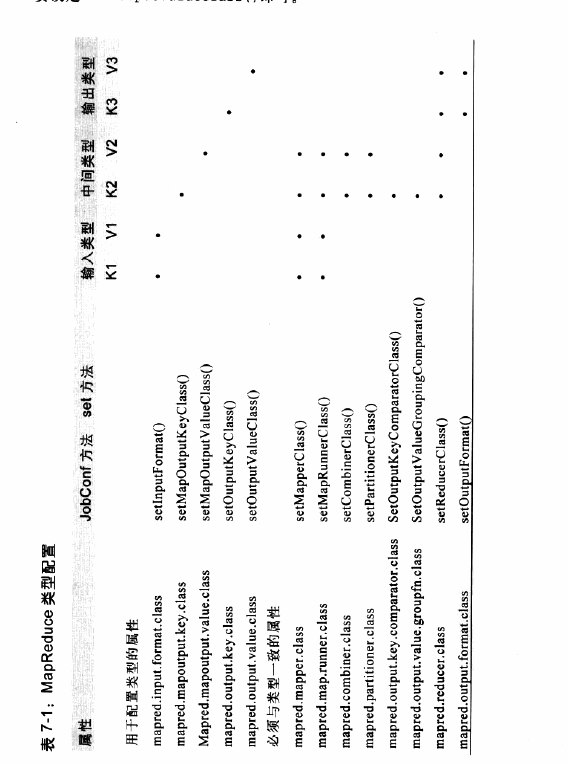 表 7-1：MapReduce 类型配置
属性 JobConf 方法 set 方法 输入类型 中间类型 输出类型
K1 V1 K2 V2 K3 V3
用于配置类型的属性
mapred.input.format.class setInputFormat()
mapred.mapoutput.key.class setMapOutputKeyClass()
Mapred.mapoutput.value.class setMapOutputValueClass()
mapred.output.key.class setOutputKeyClass()
mapred.output.value.class setOutputValueClass()
必须与类型一致的属性
mapred.mapper.class setMapperClass()
mapred.map.runner.class setMapRunnerClass()
mapred.combiner.class setCombinerClass()
mapred.partitioner.class setPartitionerClass()
mapred.output.key.comparator.class SetOutputKeyComparatorClass()
mapred.output.value.groupfn.class SetOutputValueGroupingComparator()
mapred.reducer.class setReducerClass()
mapred.output.format.class setOutputFormat()